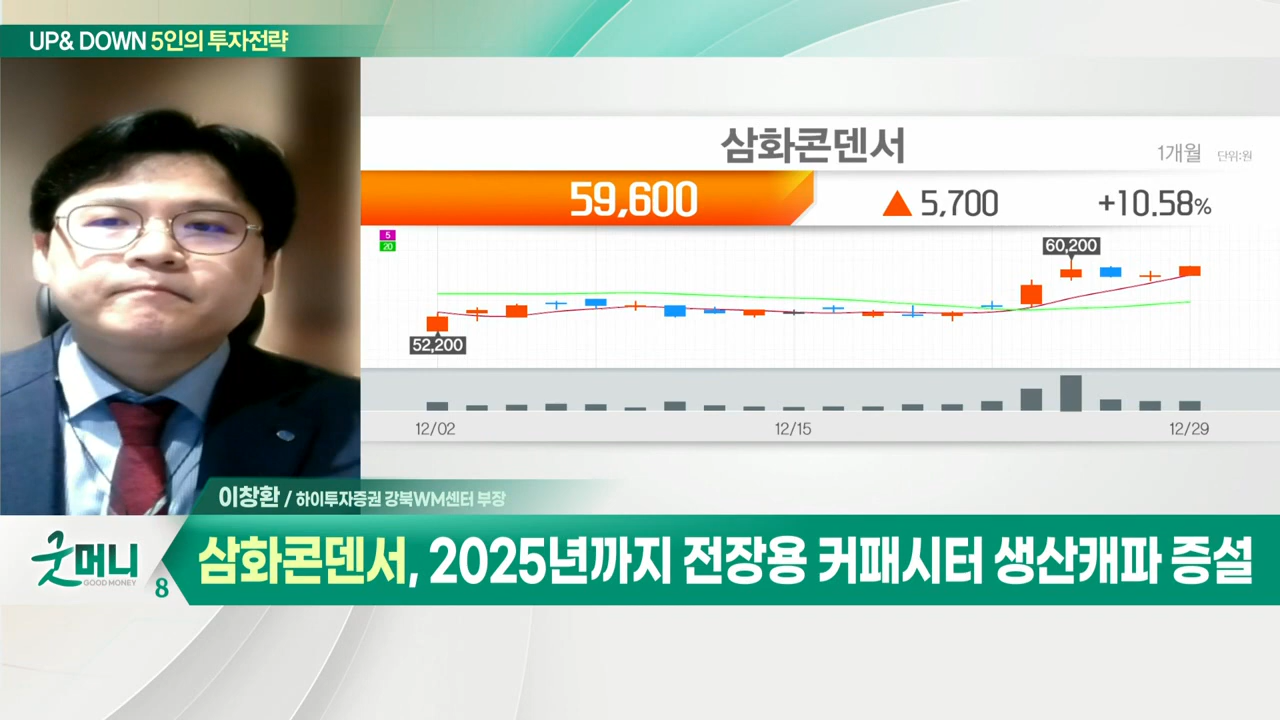 UP& DOWN 5인의 투자전략
삼화콘덴서
1개월 단위:원
59,600 ▲ 5,700 +10.58%
5
20
60,200
52,200
12/02 12/15 12/29
이창환 / 하이투자증권 강북WM센터 부장
굿머니
GOOD MONEY
8
삼화콘덴서, 2025년까지 전장용 커패시터 생산캐파 증설